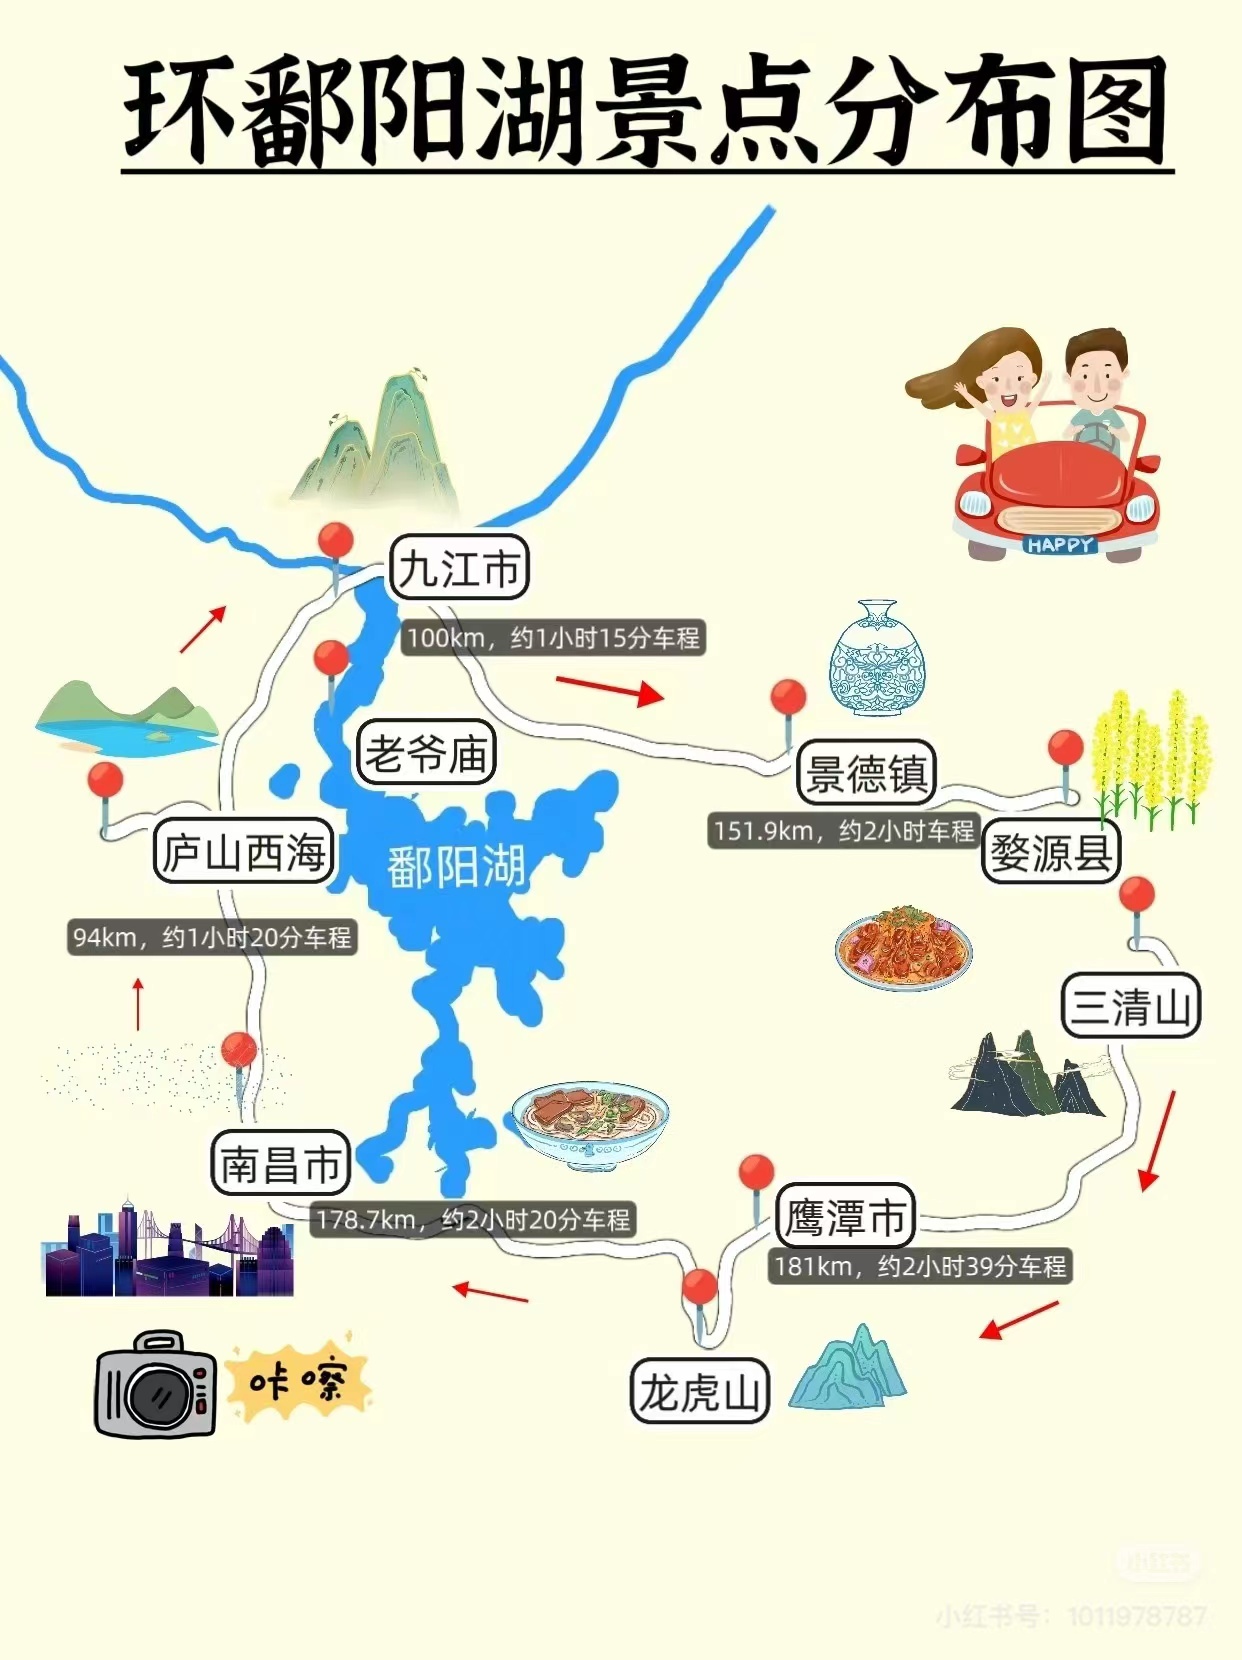 环鄱阳湖景点分布图
HAPPY
九江市
100km，约1小时15分车程
老爷庙
景德镇
151.9km，约2小时车程
婺源县
庐山西海
鄱阳湖
94km，约1小时20分车程
三清山
南昌市
178.7km，约2小时20分车程
鹰潭市
181km，约2小时39分车程
龙虎山
咔嚓
小红书
小红书号：1011978787